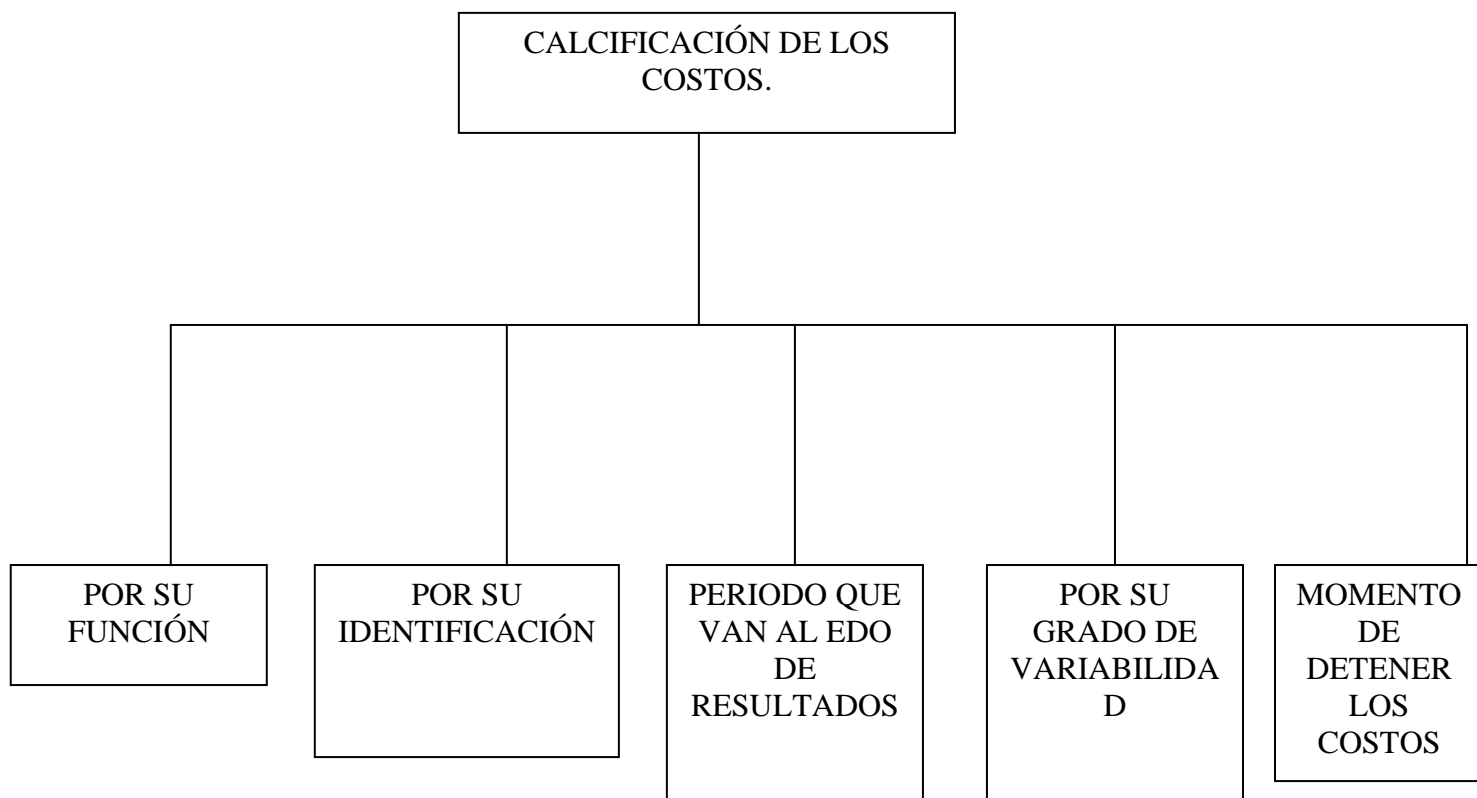 CALCIFICACIÓN DE LOS
COSTOS.
POR SU
FUNCIÓN
POR SU
IDENTIFICACIÓN
PERIODO QUE
VAN AL EDO
DE
RESULTADOS
POR SU
GRADO DE
VARIABILIDA
D
MOMENTO
DE
DETENER
LOS
COSTOS